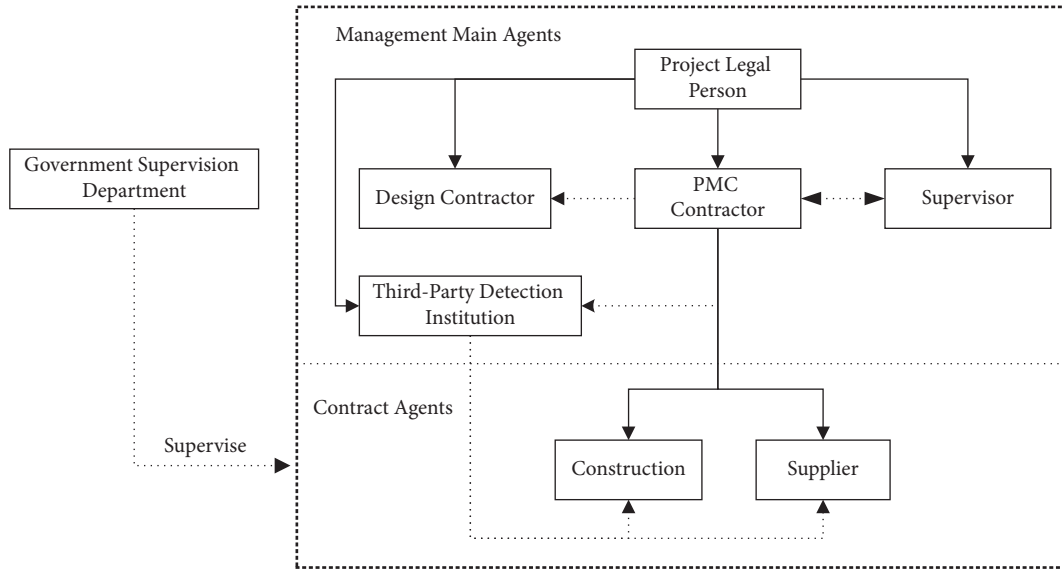 Management Main Agents
Project Legal
Person
Government Supervision
Department
Design Contractor
PMC
Contractor
Supervisor
Third-Party Detection
Institution
Contract Agents
Supervise
Construction
Supplier